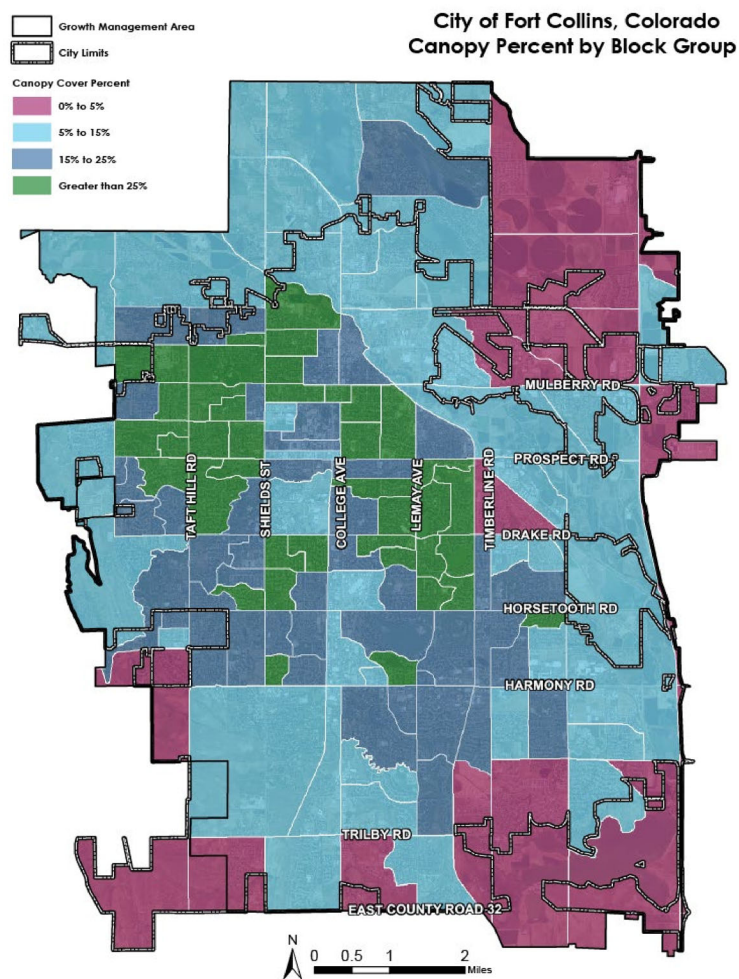 City of Fort Collins, Colorado
Canopy Percent by Block Group
Growth Management Area
City Limits
Canopy Cover Percent
0% to 5%
5% to 15%
15% to 25%
Greater than 25%
MULBERRY RD
PROSPECT RD
TAFT HILL RD
SHIELDS ST
COLLEGE AVE
LEMAY AVE
TIMBERLINE RD
DRAKE RD
HORSETOOTH RD
HARMONY RD
TRILBY RD
EAST COUNTY ROAD 32
N
0 0.5 1 2
Miles